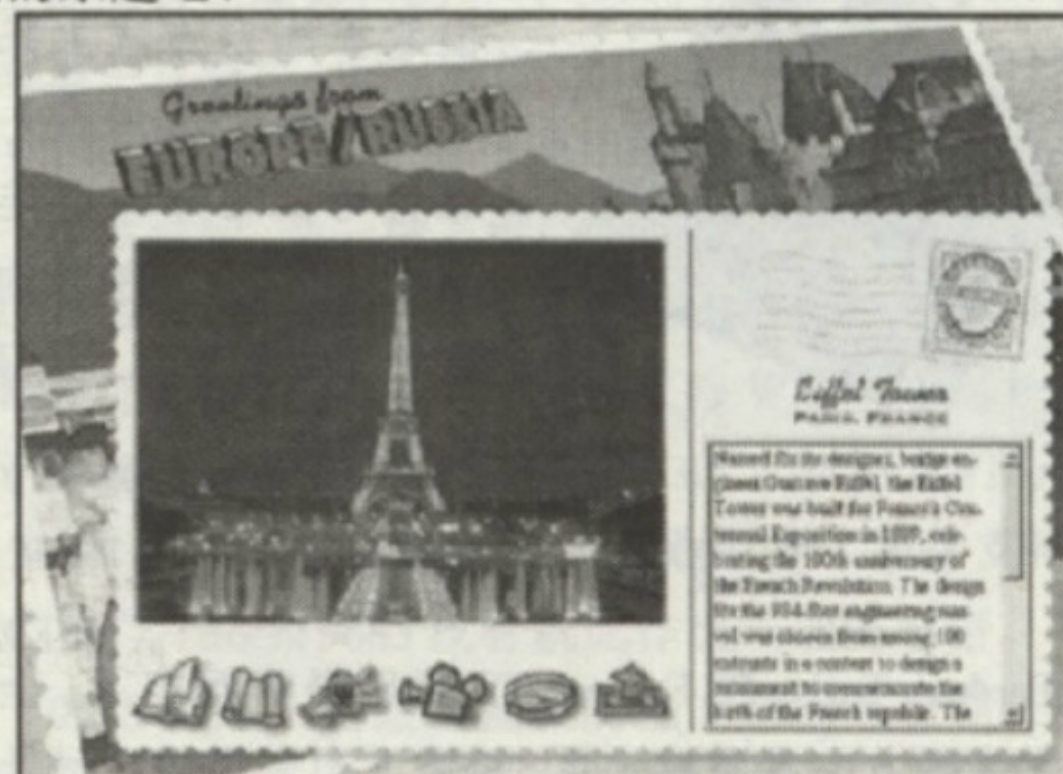 Greetings from
EUROPE/RUSSIA
Eiffel Tower
PARIS, FRANCE
Named for its designer, bridge en-
gineer Gustave Eiffel, the Eiffel
Tower was built for France's Cen-
tennial Exposition in 1889, cele-
brating the 100th anniversary of
the French Revolution. The design
for the 984-foot engineering mar-
vel was chosen from among 100
entrants in a contest to design a
monument to commemorate the
birth of the French republic. The